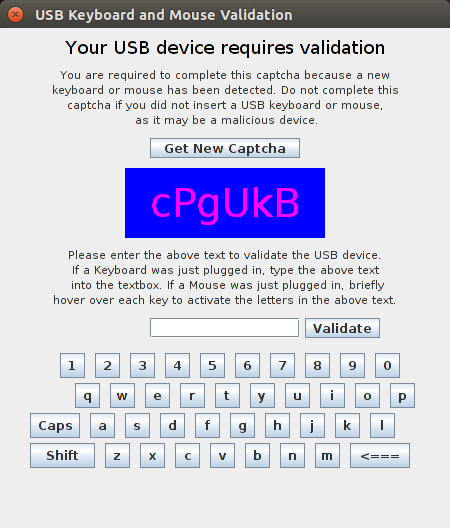 USB Keyboard and Mouse Validation
Your USB device requires validation
You are required to complete this captcha because a new
keyboard or mouse has been detected. Do not complete this
captcha if you did not insert a USB keyboard or mouse,
as it may be a malicious device.
Get New Captcha
cPgUkB
Please enter the above text to validate the USB device.
If a Keyboard was just plugged in, type the above text
into the textbox. If a Mouse was just plugged in, briefly
hover over each key to activate the letters in the above text.
Validate
1 2 3 4 5 6 7 8 9 0
q w e r t y u i o p
Caps a s d f g h j k l
Shift z x c v b n m <===